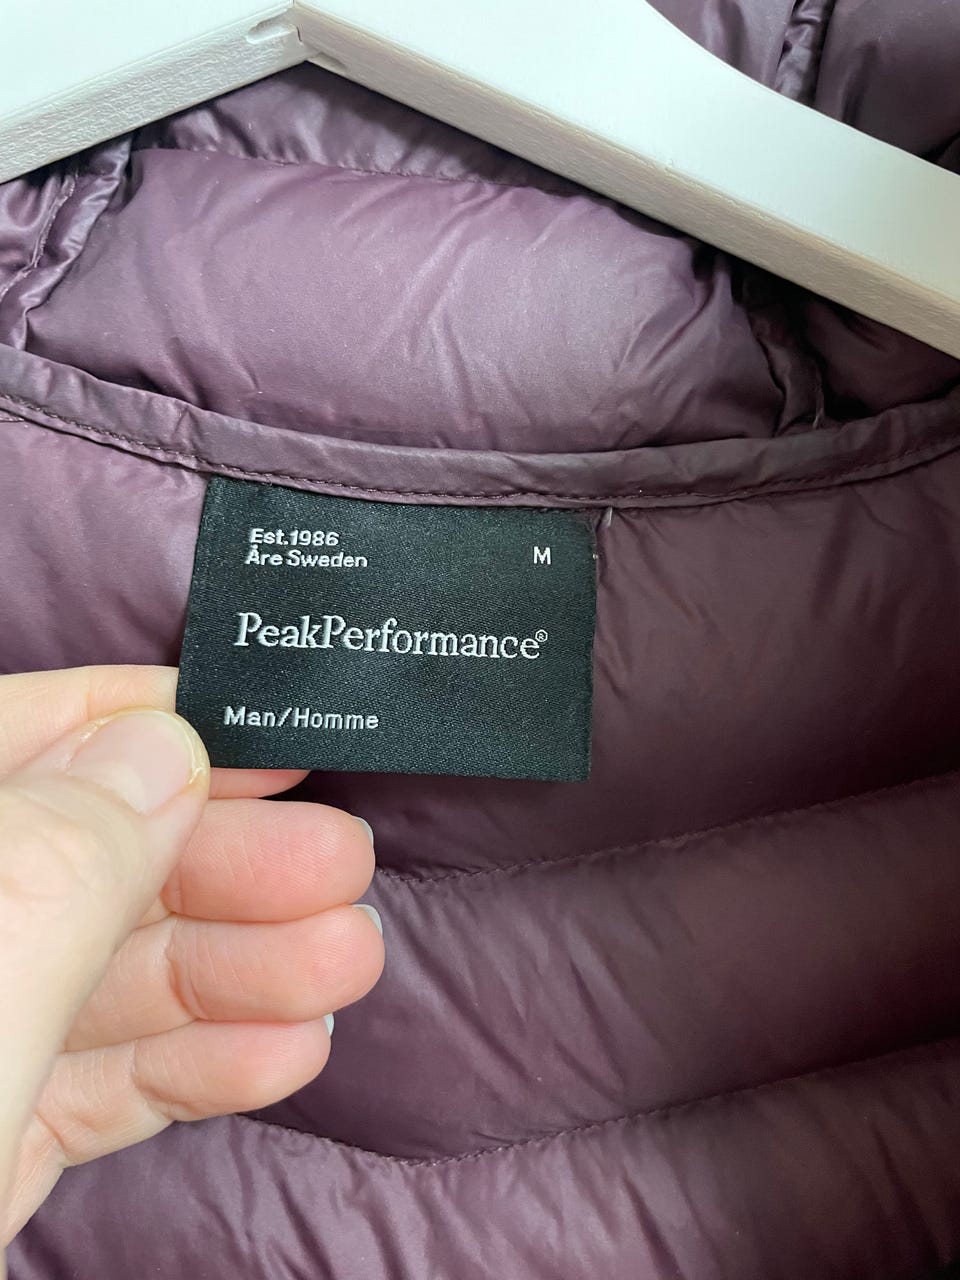 Est.1986
Åre Sweden
M
PeakPerformance®
Man/Homme